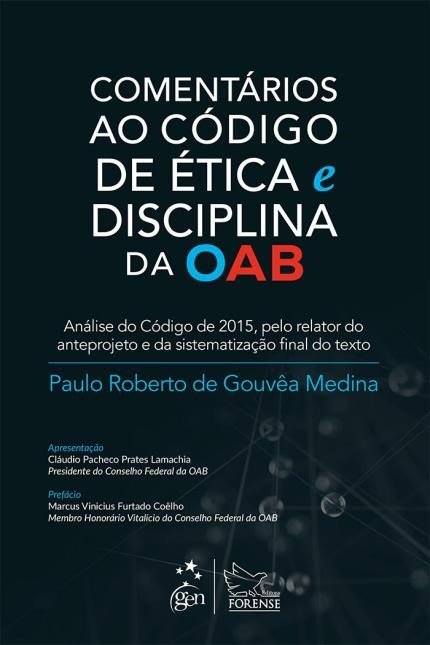 COMENTÁRIOS
AO CÓDIGO
DE ÉTICA e
DISCIPLINA
DA OAB
Análise do Código de 2015, pelo relator do
anteprojeto e da sistematização final do texto
Paulo Roberto de Gouvêa Medina
Apresentação
Cláudio Pacheco Prates Lamachia
Presidente do Conselho Federal da OAB
Prefácio
Marcus Vinicius Furtado Coêlho
Membro Honorário Vitalício do Conselho Federal da OAB
gen
Editora
FORENSE